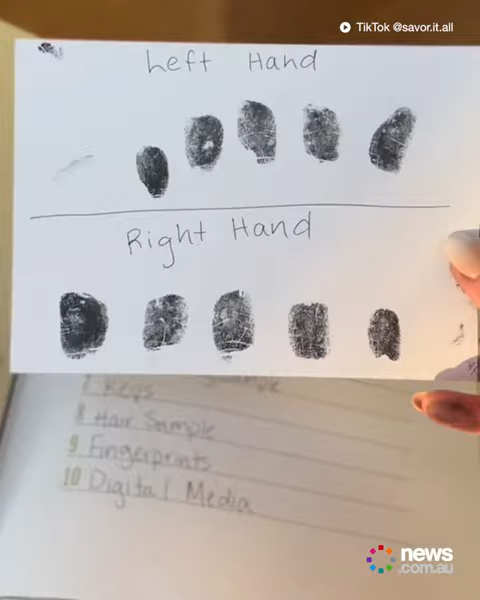 TikTok @savor.it.all
Left Hand
Right Hand
7 Keys
8 Hair Sample
9 Fingerprints
10 Digital Media
news
.com.au